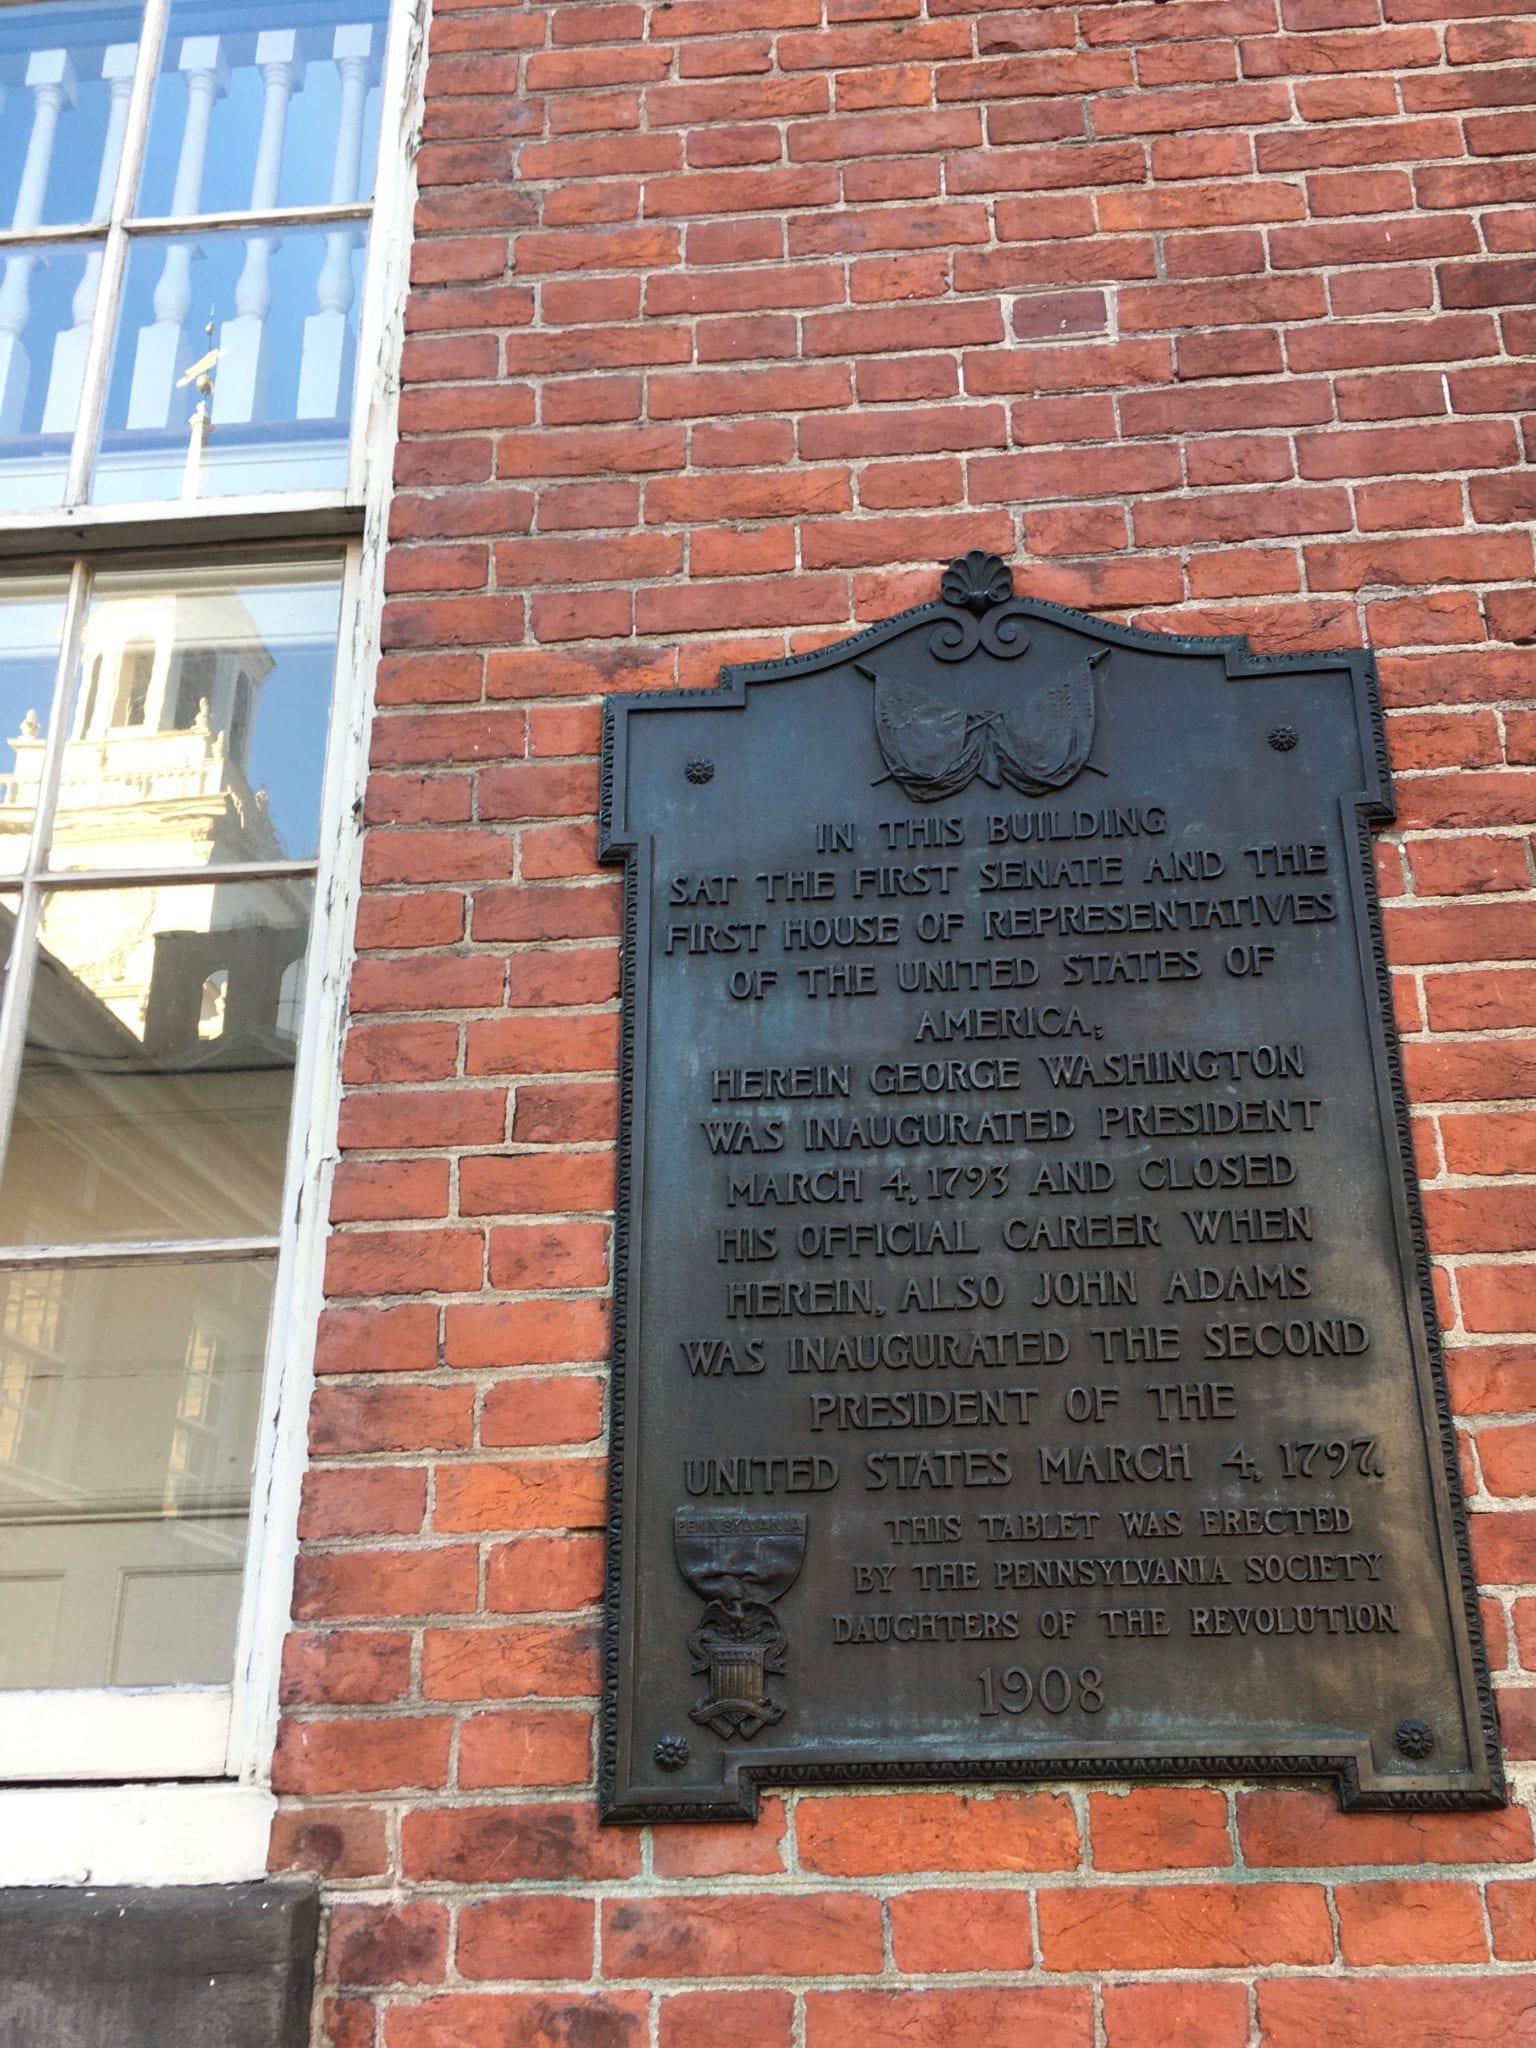 IN THIS BUILDING
SAT THE FIRST SENATE AND THE
FIRST HOUSE OF REPRESENTATIVES
OF THE UNITED STATES OF
AMERICA;
HEREIN GEORGE WASHINGTON
WAS INAUGURATED PRESIDENT
MARCH 4, 1793 AND CLOSED
HIS OFFICIAL CAREER WHEN
HEREIN, ALSO JOHN ADAMS
WAS INAUGURATED THE SECOND
PRESIDENT OF THE
UNITED STATES MARCH 4, 1797.
PENNSYLVANIA
THIS TABLET WAS ERECTED
BY THE PENNSYLVANIA SOCIETY
DAUGHTERS OF THE REVOLUTION
1908